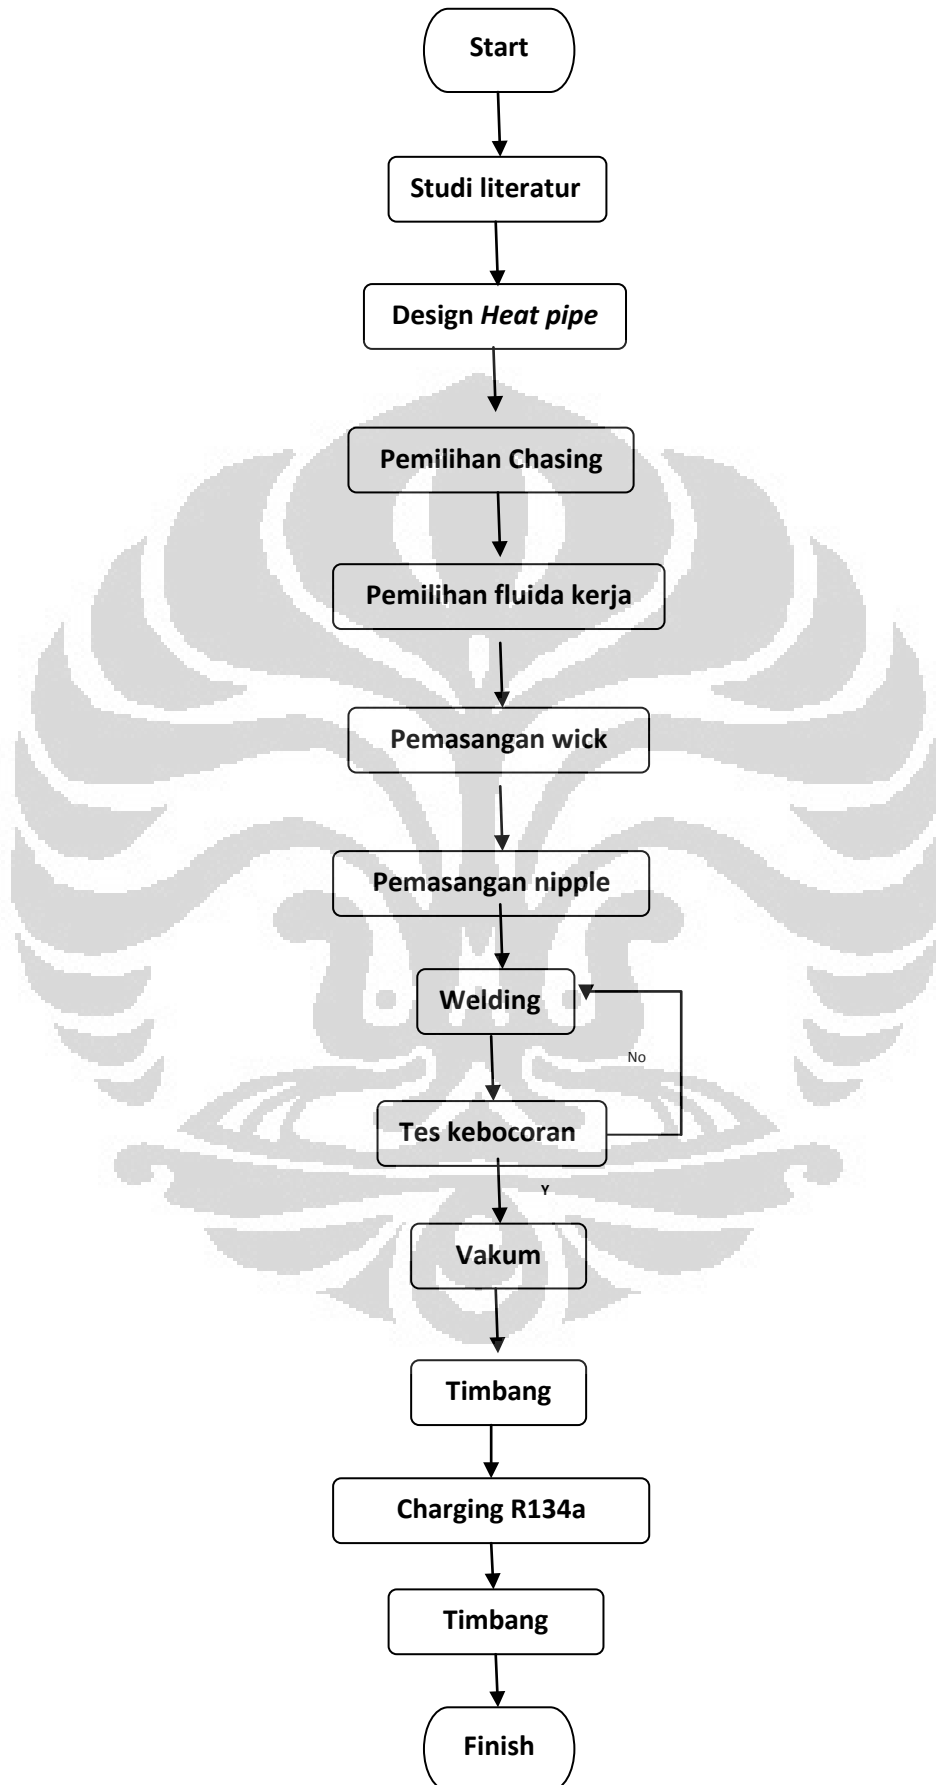 Start
Studi literatur
Design Heat pipe
Pemilihan Chasing
Pemilihan fluida kerja
Pemasangan wick
Pemasangan nipple
Welding
No
Tes kebocoran
Y
Vakum
Timbang
Charging R134a
Timbang
Finish